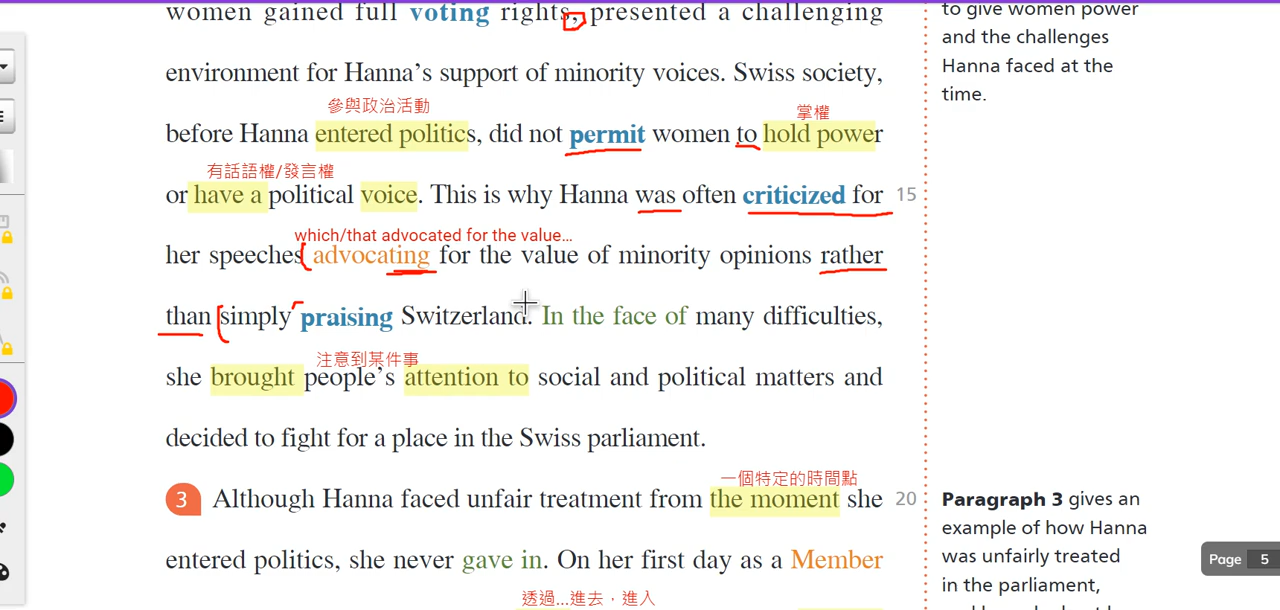 women gained full voting rights, presented a challenging
environment for Hanna's support of minority voices. Swiss society,
參與政治活動
掌權
before Hanna entered politics, did not permit women to hold power
有話語權/發言權
or have a political voice. This is why Hanna was often criticized for 15
which/that advocated for the value...
her speeches advocating for the value of minority opinions rather
than simply praising Switzerland. In the face of many difficulties,
注意到某件事
she brought people's attention to social and political matters and
decided to fight for a place in the Swiss parliament.
一個特定的時間點
3 Although Hanna faced unfair treatment from the moment she 20
entered politics, she never gave in. On her first day as a Member
透過...進去，進入
to give women power
and the challenges
Hanna faced at the
time.
Paragraph 3 gives an
example of how Hanna
was unfairly treated
in the parliament,
Page 5